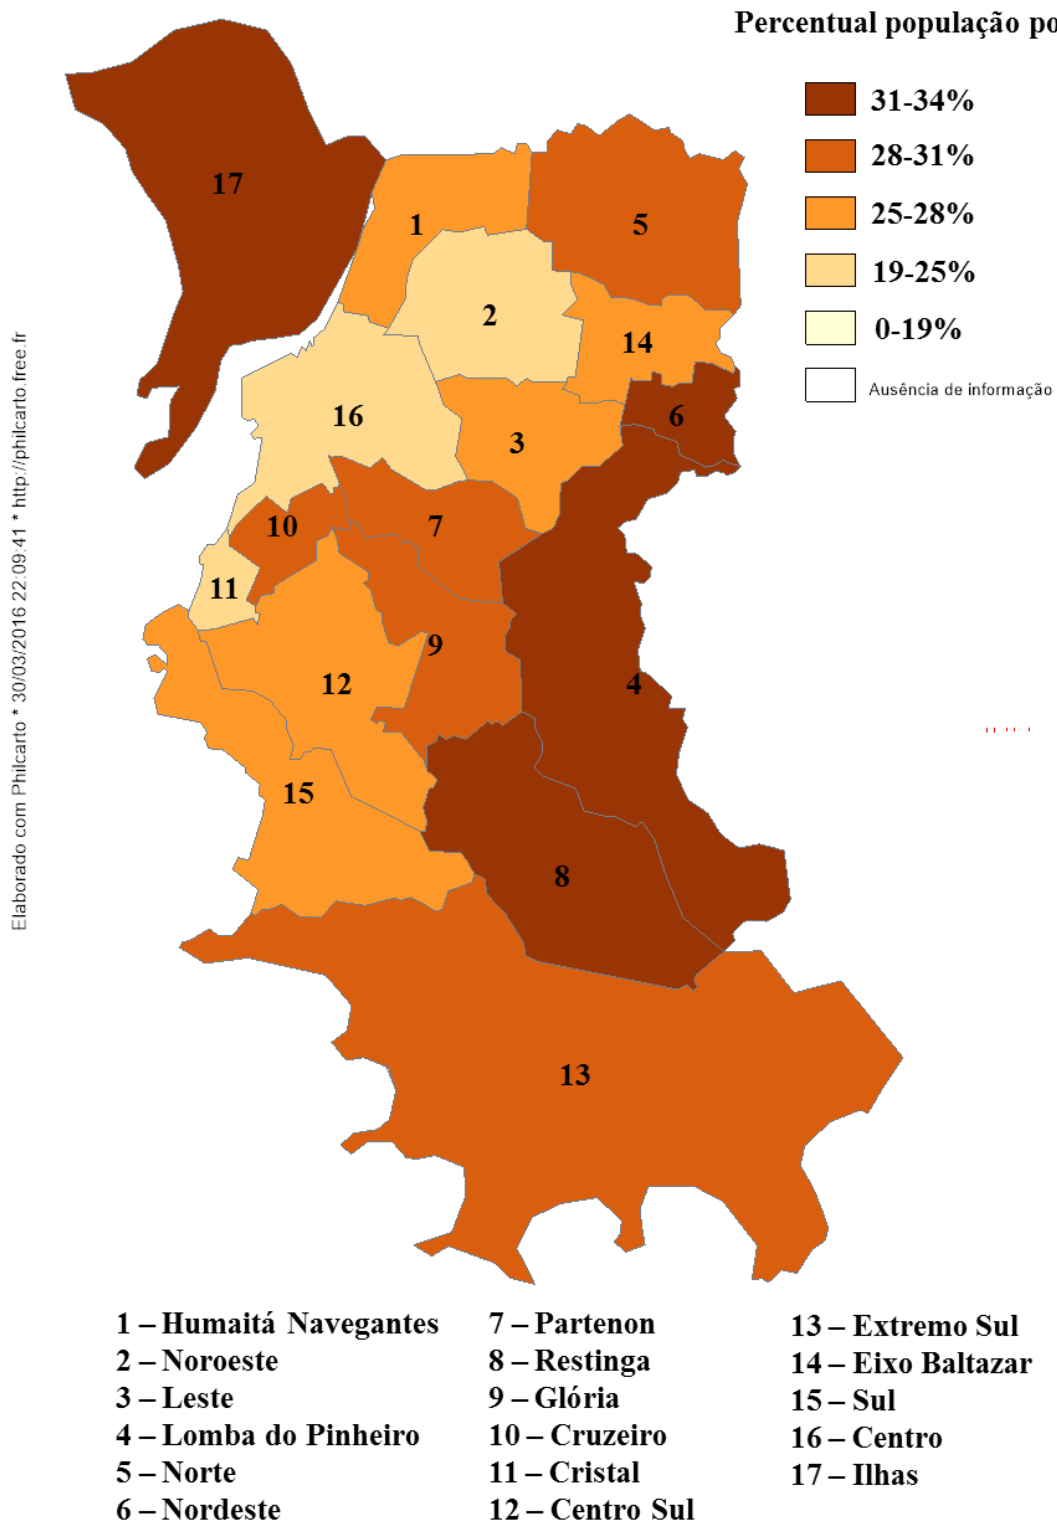 Percentual população po
31-34%
28-31%
25-28%
19-25%
0-19%
Ausência de informação
17
1
5
2
14
16
6
3
10
7
11
9
12
4
15
8
13
Elaborado com Philcarto * 30/03/2016 22:09:41 * http://philcarto.free.fr
1 – Humaitá Navegantes
2 – Noroeste
3 – Leste
4 – Lomba do Pinheiro
5 – Norte
6 – Nordeste
7 – Partenon
8 – Restinga
9 – Glória
10 – Cruzeiro
11 – Cristal
12 – Centro Sul
13 – Extremo Sul
14 – Eixo Baltazar
15 – Sul
16 – Centro
17 – Ilhas